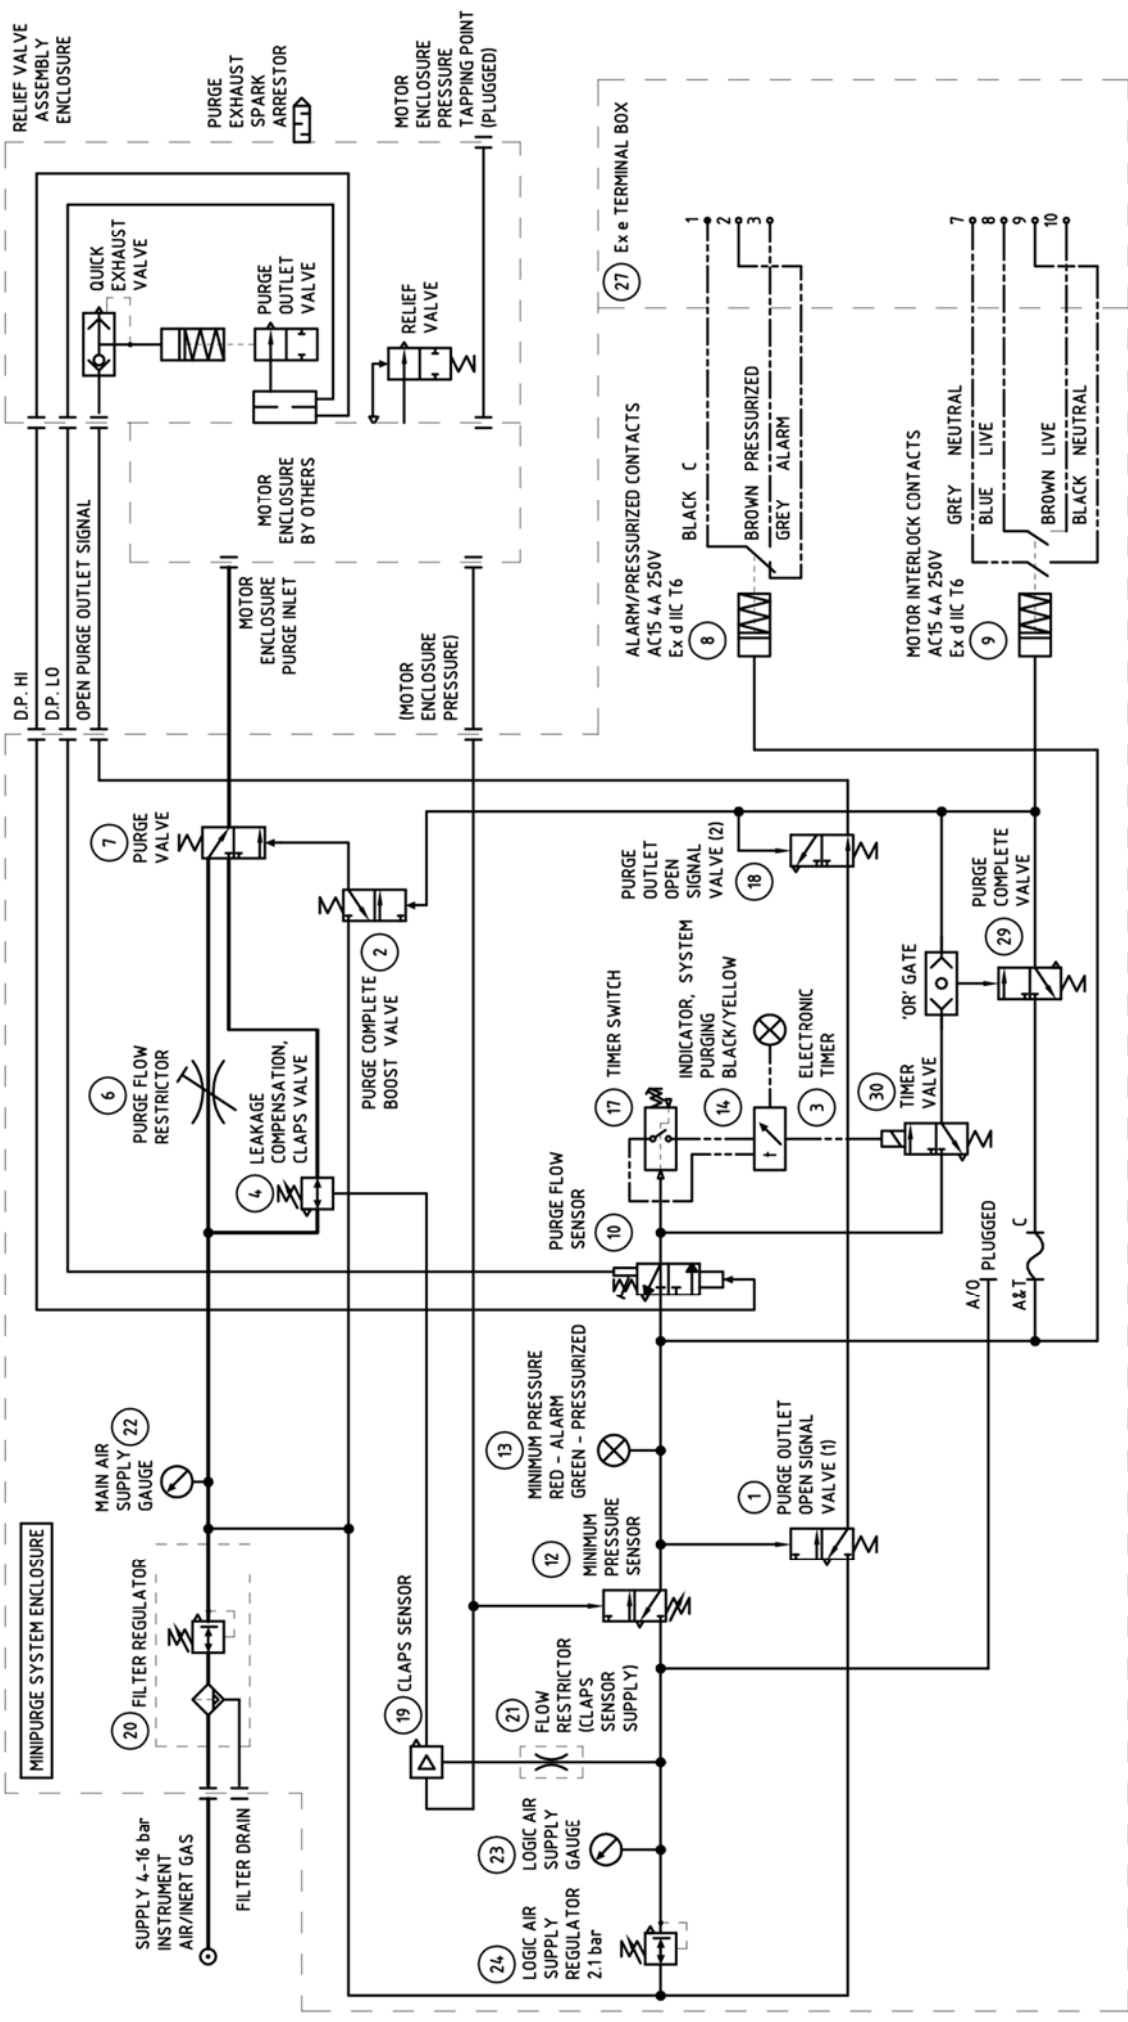 RELIEF VALVE
ASSEMBLY
ENCLOSURE
PURGE
EXHAUST
SPARK
ARRESTOR
MOTOR
ENCLOSURE
PRESSURE
TAPPING POINT
(PLUGGED)
QUICK
EXHAUST
VALVE
PURGE
OUTLET
VALVE
RELIEF
VALVE
27
Ex e TERMINAL BOX
1
2
3
7
8
9
10
D.P. HI
D.P. LO
OPEN PURGE OUTLET SIGNAL
MOTOR
ENCLOSURE
BY OTHERS
MOTOR
ENCLOSURE
PURGE INLET
(MOTOR
ENCLOSURE
PRESSURE)
ALARM/PRESSURIZED CONTACTS
AC15 4A 250V
Ex d IIC T6
8
BLACK C
BROWN PRESSURIZED
GREY ALARM
MOTOR INTERLOCK CONTACTS
AC15 4A 250V
Ex d IIC T6
9
GREY NEUTRAL
BLUE LIVE
BROWN LIVE
BLACK NEUTRAL
7
PURGE
VALVE
2
PURGE COMPLETE
BOOST VALVE
PURGE
OUTLET
OPEN
SIGNAL
VALVE (2)
18
PURGE
COMPLETE
VALVE
29
6
PURGE FLOW
RESTRICTOR
4
LEAKAGE
COMPENSATION,
CLAPS VALVE
PURGE FLOW
SENSOR
10
17
TIMER SWITCH
14
INDICATOR, SYSTEM
PURGING
BLACK/YELLOW
3
ELECTRONIC
TIMER
'OR' GATE
30
TIMER
VALVE
A/O
PLUGGED
A&T
C
MAIN AIR
SUPPLY
GAUGE
22
13
MINIMUM PRESSURE
RED - ALARM
GREEN - PRESSURIZED
12
MINIMUM
PRESSURE
SENSOR
1
PURGE OUTLET
OPEN SIGNAL
VALVE (1)
MINIPURGE SYSTEM ENCLOSURE
20
FILTER REGULATOR
19
CLAPS SENSOR
21
FLOW
RESTRICTOR
(CLAPS
SENSOR
SUPPLY)
SUPPLY 4-16 bar
INSTRUMENT
AIR/INERT GAS
FILTER DRAIN
23
LOGIC AIR
SUPPLY
GAUGE
24
LOGIC AIR
SUPPLY
REGULATOR
2.1 bar
t